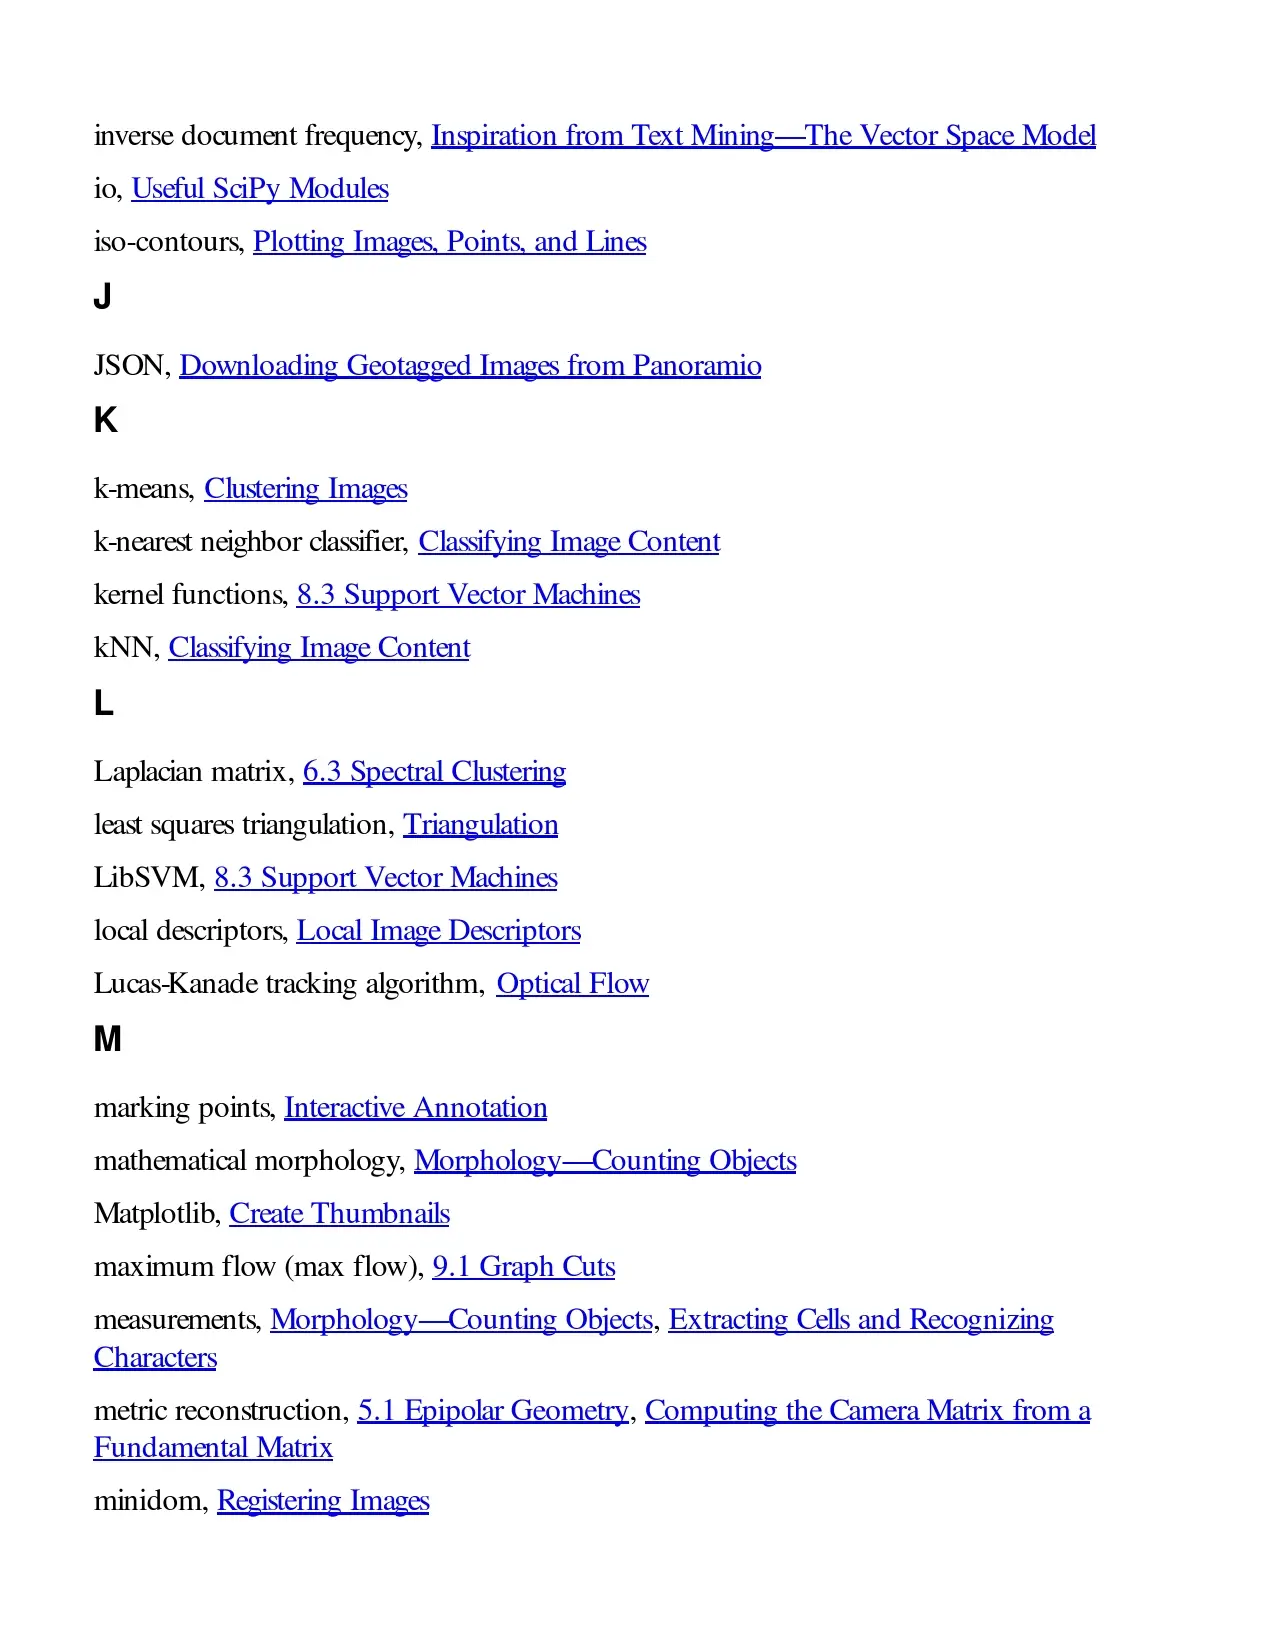 inverse document frequency, Inspiration from Text Mining—The Vector Space Model
io, Useful SciPy Modules
iso-contours, Plotting Images, Points, and Lines
J
JSON, Downloading Geotagged Images from Panoramio
K
k-means, Clustering Images
k-nearest neighbor classifier, Classifying Image Content
kernel functions, 8.3 Support Vector Machines
kNN, Classifying Image Content
L
Laplacian matrix, 6.3 Spectral Clustering
least squares triangulation, Triangulation
LibSVM, 8.3 Support Vector Machines
local descriptors, Local Image Descriptors
Lucas-Kanade tracking algorithm, Optical Flow
M
marking points, Interactive Annotation
mathematical morphology, Morphology—Counting Objects
Matplotlib, Create Thumbnails
maximum flow (max flow), 9.1 Graph Cuts
measurements, Morphology—Counting Objects, Extracting Cells and Recognizing
Characters
metric reconstruction, 5.1 Epipolar Geometry, Computing the Camera Matrix from a
Fundamental Matrix
minidom, Registering Images